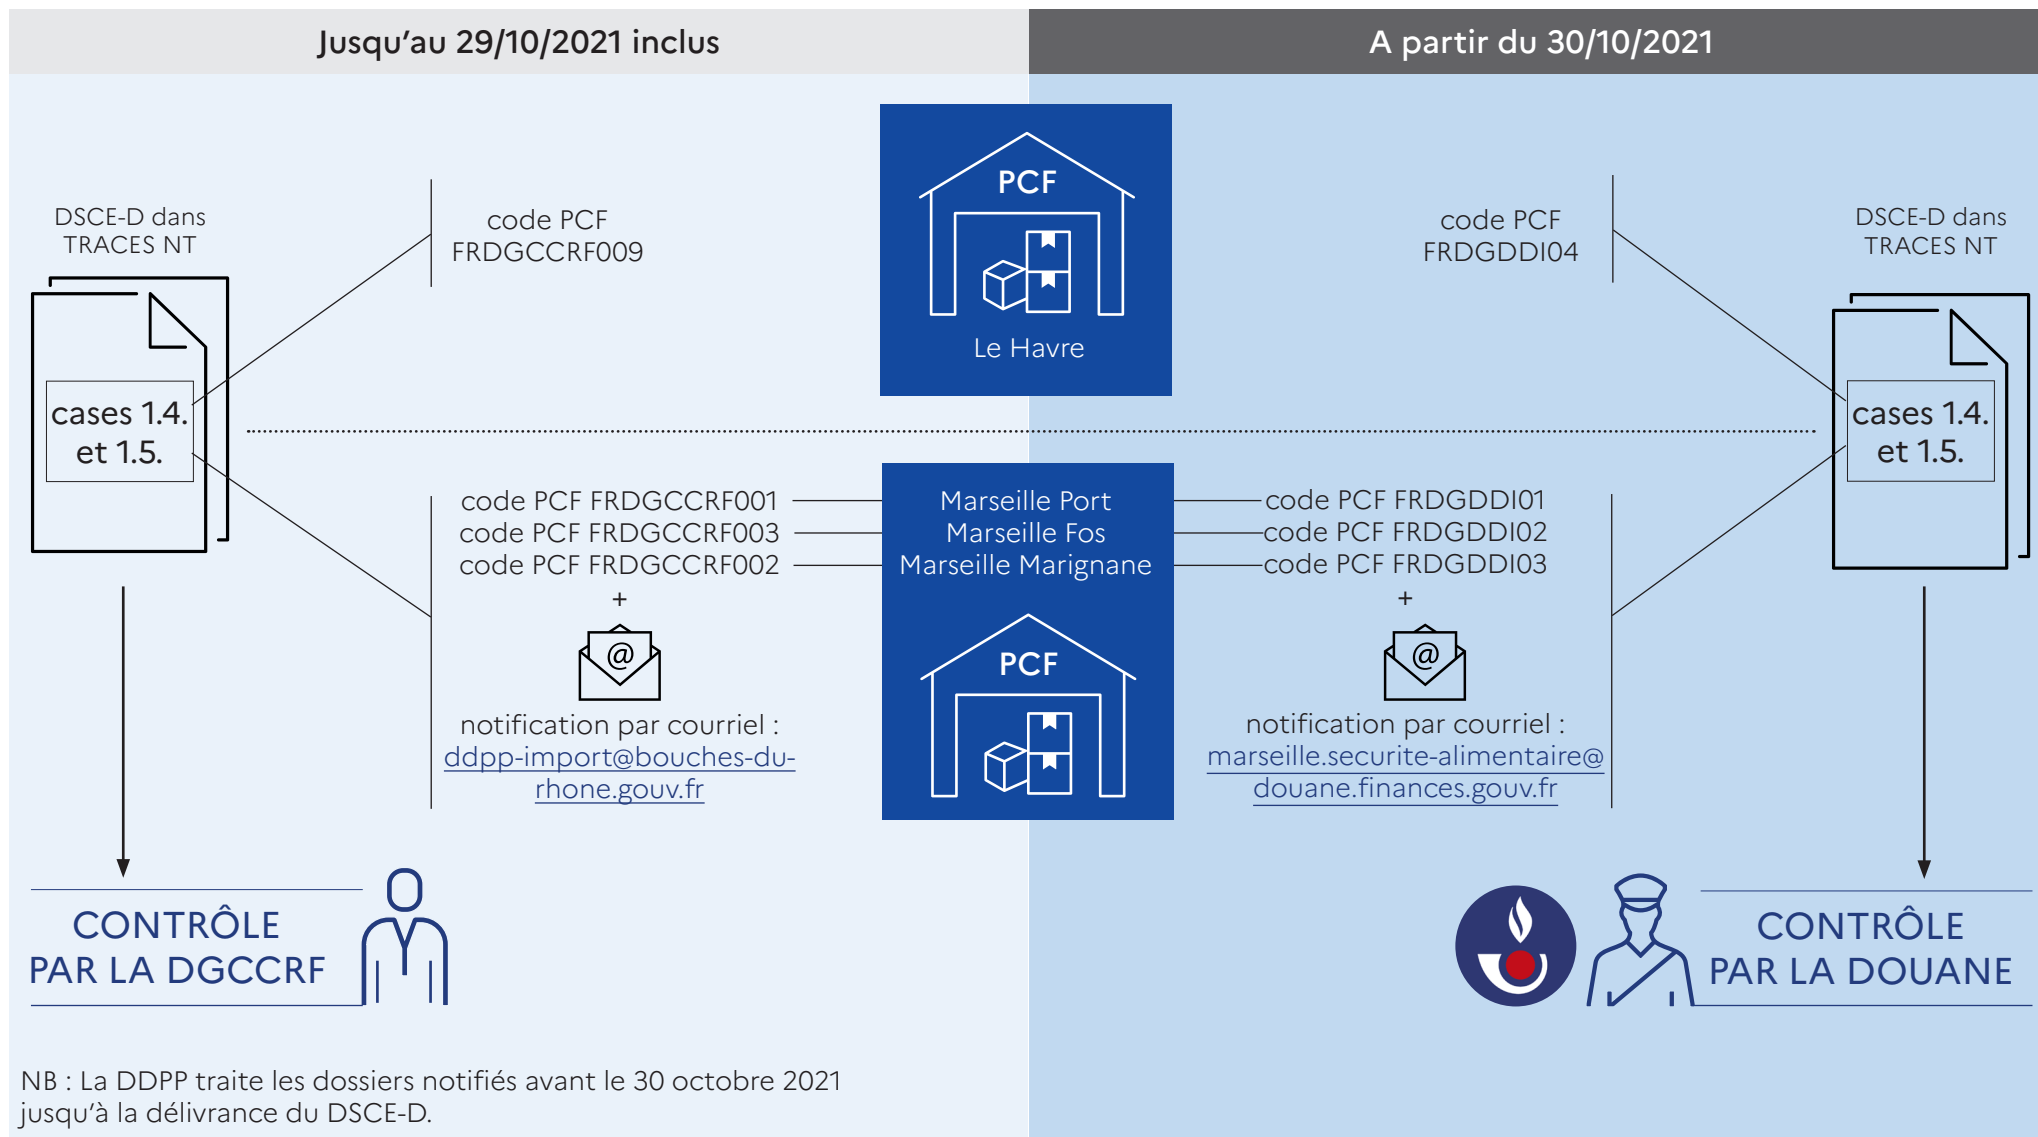 Jusqu'au 29/10/2021 inclus
A partir du 30/10/2021
DSCE-D dans
TRACES NT
cases 1.4.
et 1.5.
code PCF
FRDGCCRF009
PCF
Le Havre
code PCF
FRDGDDI04
DSCE-D dans
TRACES NT
cases 1.4.
et 1.5.
code PCF FRDGCCRF001
code PCF FRDGCCRF003
code PCF FRDGCCRF002
+
@
notification par courriel :
ddpp-import@bouches-du-
rhone.gouv.fr
Marseille Port
Marseille Fos
Marseille Marignane
PCF
code PCF FRDGDDI01
code PCF FRDGDDI02
code PCF FRDGDDI03
+
@
notification par courriel :
marseille.securite-alimentaire@
douane.finances.gouv.fr
CONTRÔLE
PAR LA DGCCRF
CONTRÔLE
PAR LA DOUANE
NB : La DDPP traite les dossiers notifiés avant le 30 octobre 2021
jusqu'à la délivrance du DSCE-D.